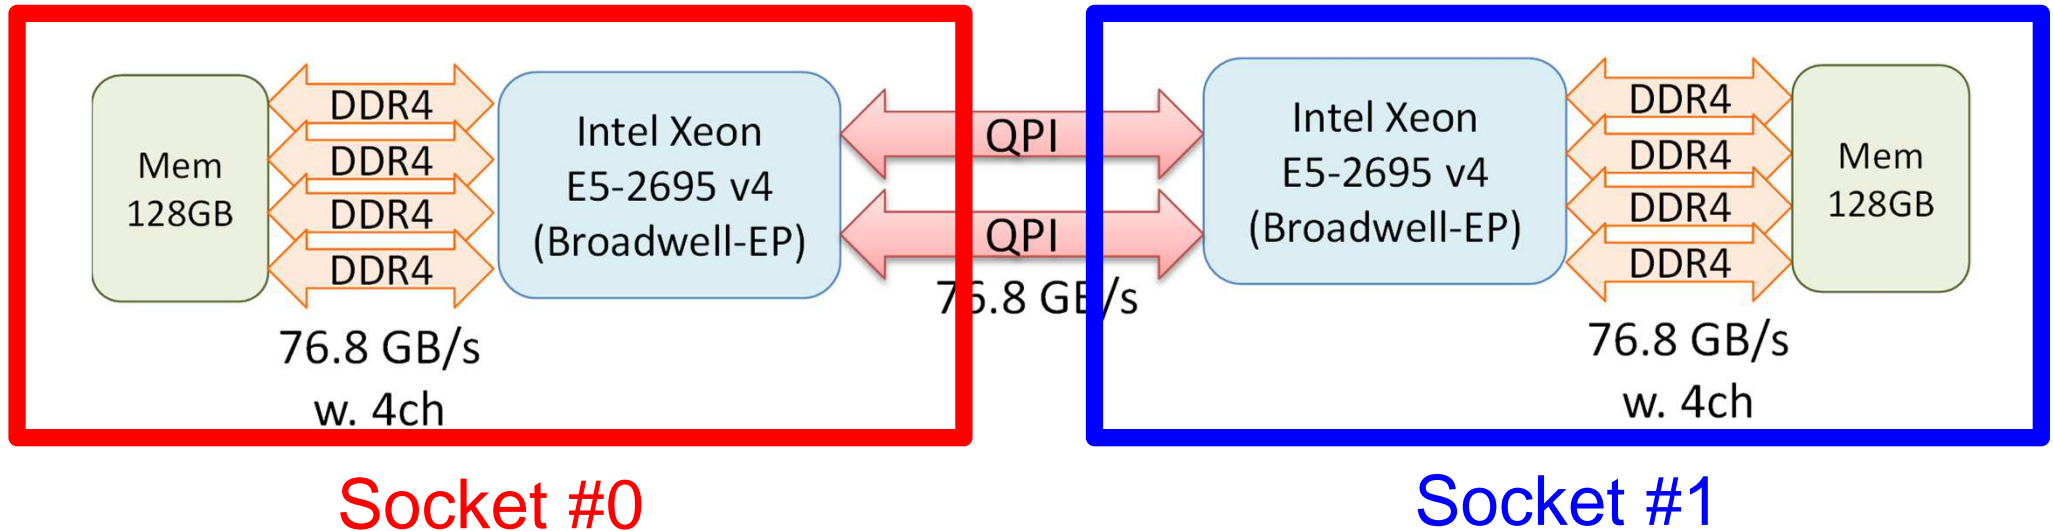 Mem
128GB
DDR4
DDR4
DDR4
DDR4
76.8 GB/s
w. 4ch
Intel Xeon
E5-2695 v4
(Broadwell-EP)
QPI
QPI
76.8 GB/s
Intel Xeon
E5-2695 v4
(Broadwell-EP)
DDR4
DDR4
DDR4
DDR4
76.8 GB/s
w. 4ch
Mem
128GB
Socket #0
Socket #1